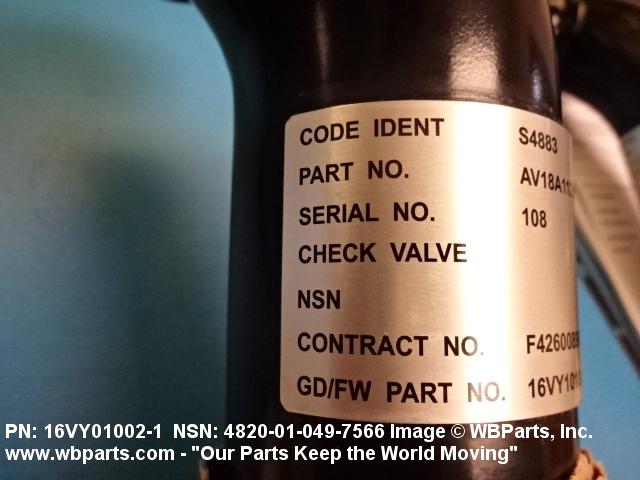 CODE IDENT S4883
PART NO.
SERIAL NO. 108
CHECK VALVE
NSN
CONTRACT NO.
GD/FW PART NO.
PN: 16VY01002-1 NSN: 4820-01-049-7566 Image © WBParts, Inc.
www.wbparts.com - "Our Parts Keep the World Moving"